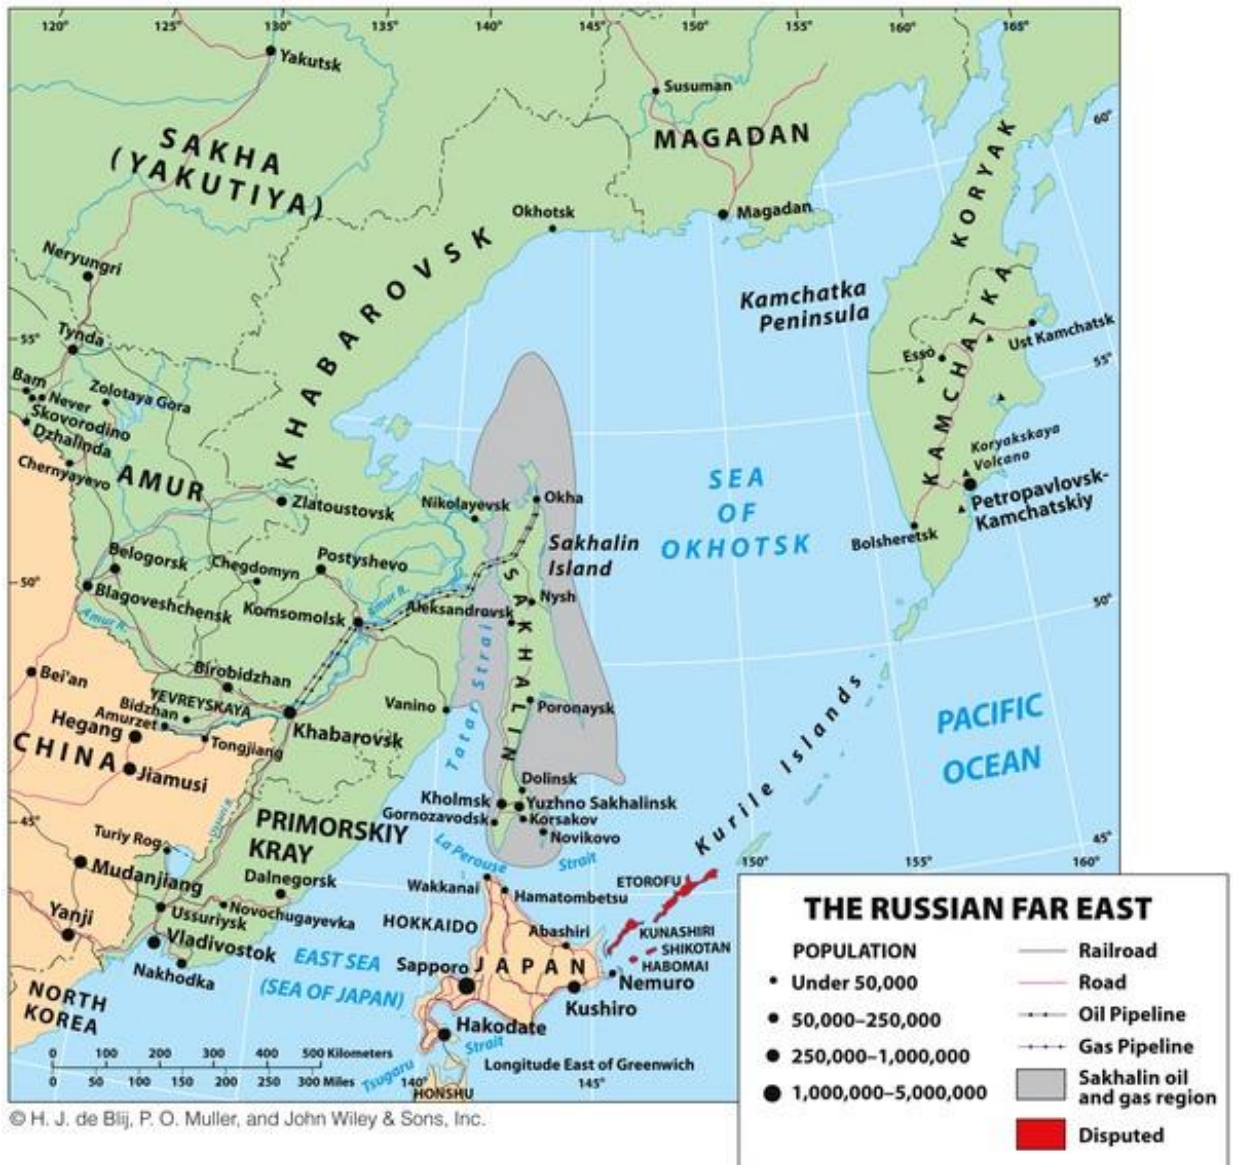 120°
125°
130°
135°
140°
145°
150°
155°
160°
165°
Yakutsk
Susuman
MAGADAN
60°
SAKHA
(YAKUTIYA)
KORYAK
Okhotsk
Magadan
KHABAROVSK
Neryungri
Kamchatka
Peninsula
KAMCHATKA
55°
Tynda
Ust Kamchatsk
Esso
55°
Bam
Never
Zolotaya Gora
Skovorodino
Dzhalinda
Koryakskaya
Volcano
Chernyayevo
AMUR
SEA
OF
OKHOTSK
Zlatoustovsk
Nikolayevsk
Okha
Petropavlovsk-
Kamchatskiy
Bolsheretsk
Sakhalin
Island
Belogorsk
Chegdomyn
Postyshevo
50°
Blagoveshchensk
Komsomolsk
Amur R.
Aleksandrovsk
Nysh
50°
Amur R.
SAKHALIN
Tatar Strait
Bei'an
Birobidzhan
YEVREYSKAYA
Bidzhan
Amurzet
Vanino
Poronaysk
Kurile Islands
PACIFIC
OCEAN
Hegang
Tongjiang
Khabarovsk
CHINA
Jiamusi
Dolinsk
Kholmsk
Yuzhno Sakhalinsk
Gornozavodsk
Korsakov
Novikovo
45°
Ussuri R.
PRIMORSKIY
KRAY
Turiy Rog
La Perouse
Strait
45°
150°
155°
160°
Mudanjiang
Dalnegorsk
Wakkanai
Hamatombetsu
ETOROFU
Yanji
Ussuriysk
Novochugayevka
HOKKAIDO
Abashiri
KUNASHIRI
SHIKOTAN
HABOMAI
Vladivostok
Nakhodka
EAST SEA
(SEA OF JAPAN)
Sapporo
JAPAN
Nemuro
Kushiro
NORTH
KOREA
Hakodate
Strait
Tsugaru
HONSHU
Longitude East of Greenwich
140°
145°
0 100 200 300 400 500 Kilometers
0 50 100 150 200 250 300 Miles
THE RUSSIAN FAR EAST
POPULATION
Under 50,000
50,000–250,000
250,000–1,000,000
1,000,000–5,000,000
Railroad
Road
Oil Pipeline
Gas Pipeline
Sakhalin oil
and gas region
Disputed
© H. J. de Blij, P. O. Muller, and John Wiley & Sons, Inc.